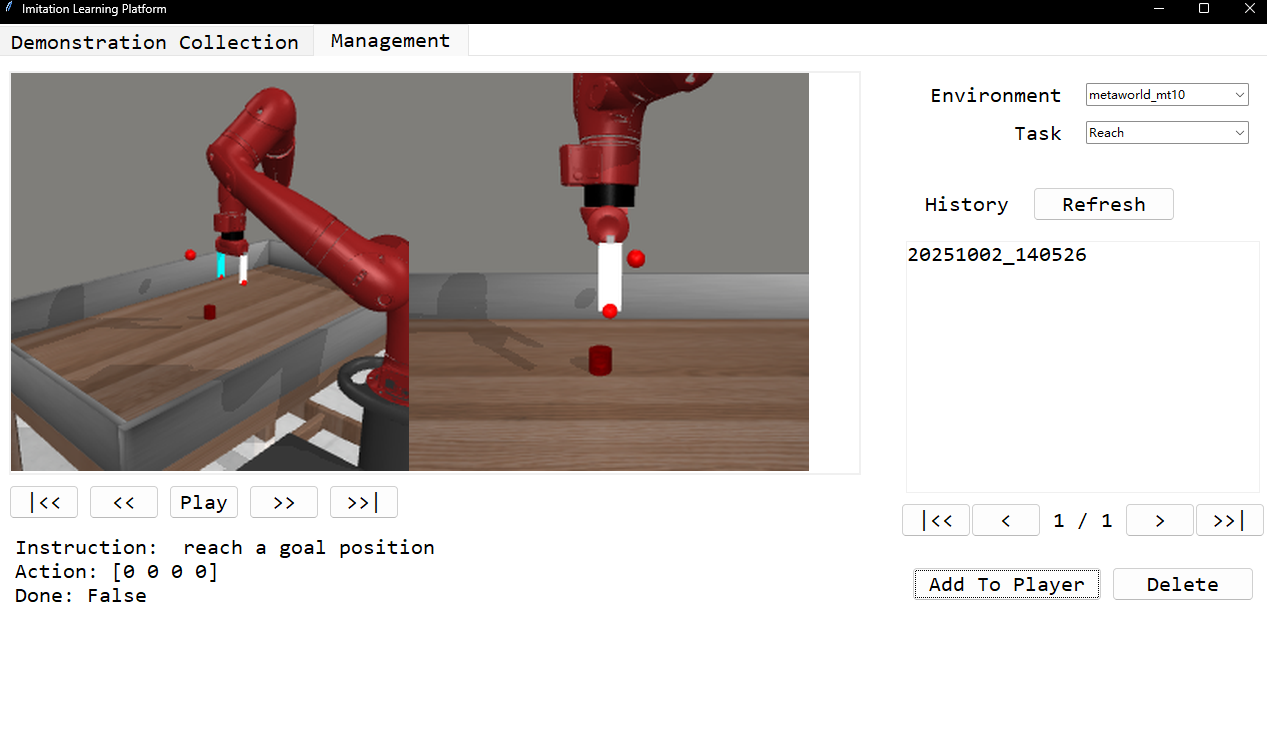 Imitation Learning Platform
Demonstration Collection
Management
Environment
metaworld_mt10
Task
Reach
History
Refresh
20251002_140526
|<<
<<
Play
>>
>>|
|<<
<
1 / 1
>
>>|
Instruction:  reach a goal position
Action: [0 0 0 0]
Done: False
Add To Player
Delete